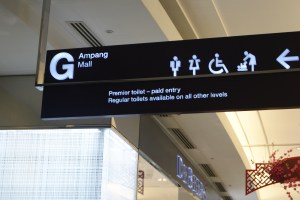 G
Ampang
Mall
Premier toilet – paid entry
Regular toilets available on all other levels